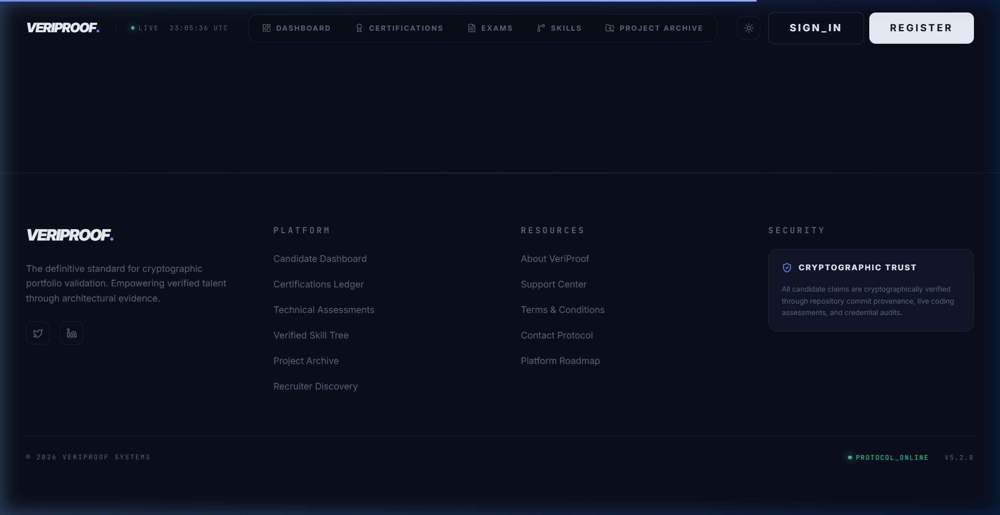 VERIPROOF.
LIVE 23:05:36 UTC
DASHBOARD
CERTIFICATIONS
EXAMS
SKILLS
PROJECT ARCHIVE
SIGN_IN
REGISTER
VERIPROOF.
The definitive standard for cryptographic
portfolio validation. Empowering verified talent
through architectural evidence.
PLATFORM
Candidate Dashboard
Certifications Ledger
Technical Assessments
Verified Skill Tree
Project Archive
Recruiter Discovery
RESOURCES
About VeriProof
Support Center
Terms & Conditions
Contact Protocol
Platform Roadmap
SECURITY
CRYPTOGRAPHIC TRUST
All candidate claims are cryptographically verified
through repository commit provenance, live coding
assessments, and credential audits.
© 2026 VERIPROOF SYSTEMS
PROTOCOL_ONLINE
V5.2.0